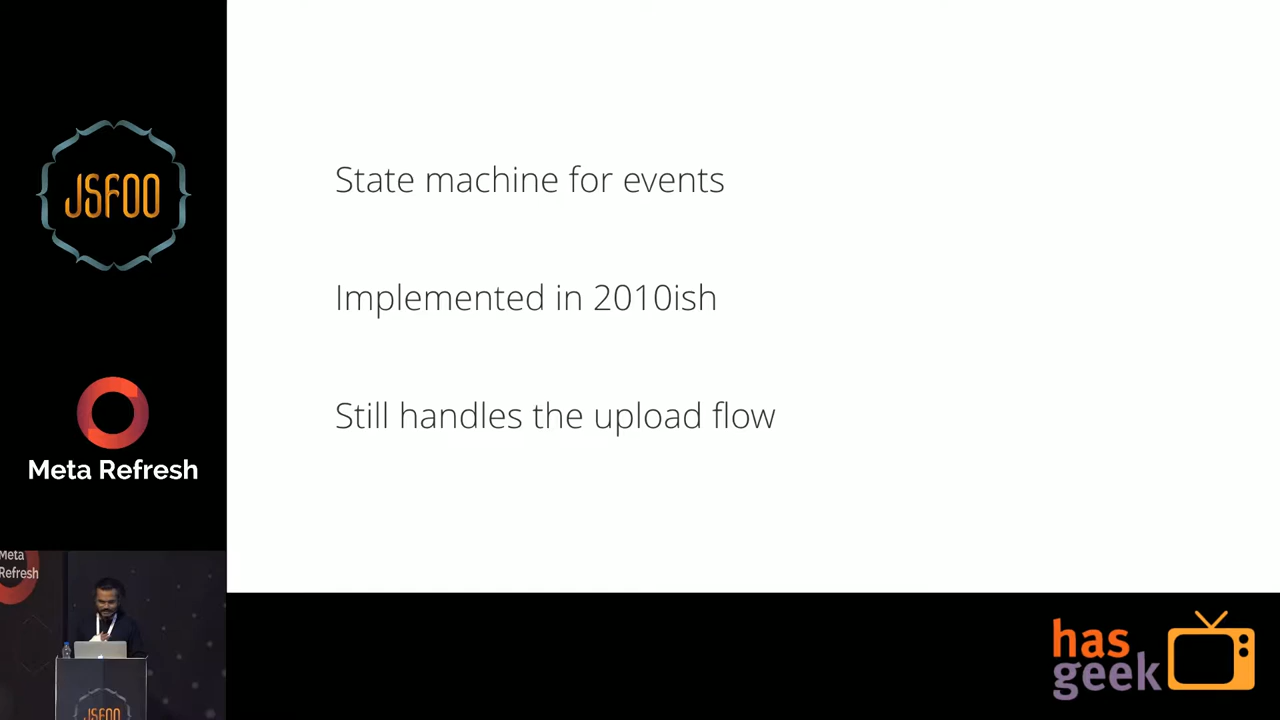 JSFOO
Meta Refresh
Meta
Refresh
JSFOO
State machine for events
Implemented in 2010ish
Still handles the upload flow
has
geek